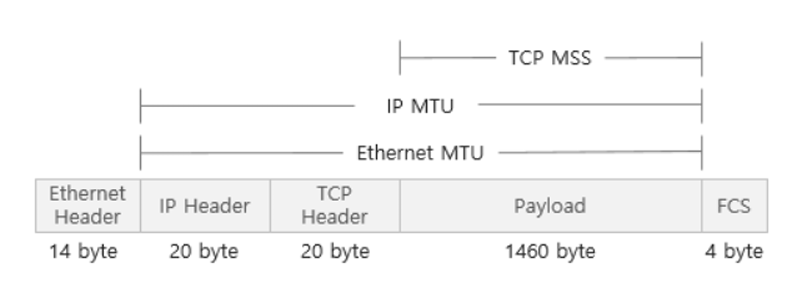 TCP MSS
IP MTU
Ethernet MTU
Ethernet
Header
IP Header
TCP
Header
Payload
FCS
14 byte
20 byte
20 byte
1460 byte
4 byte